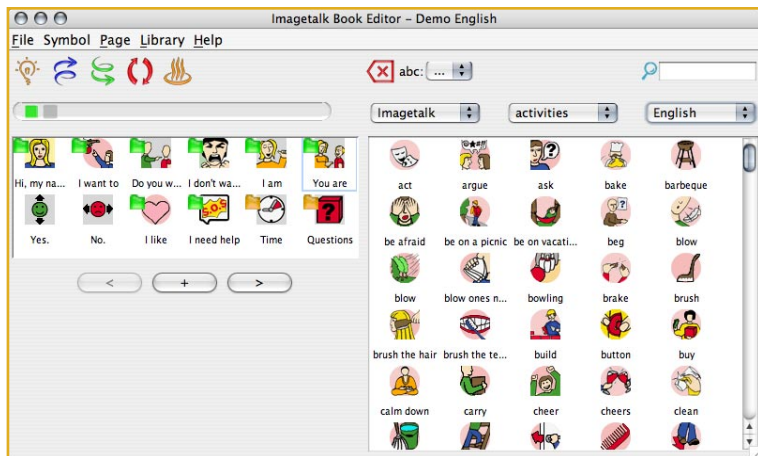 Imagetalk Book Editor – Demo English
File Symbol Page Library Help
abc: ...
Imagetalk activities English
Hi, my na... I want to Do you w... I don't wa... I am You are
Yes. No. I like I need help Time Questions
< + >
act argue ask bake barbeque
be afraid be on a picnic be on vacati... beg blow
blow blow ones n... bowling brake brush
brush the hair brush the te... build button buy
calm down carry cheer cheers clean